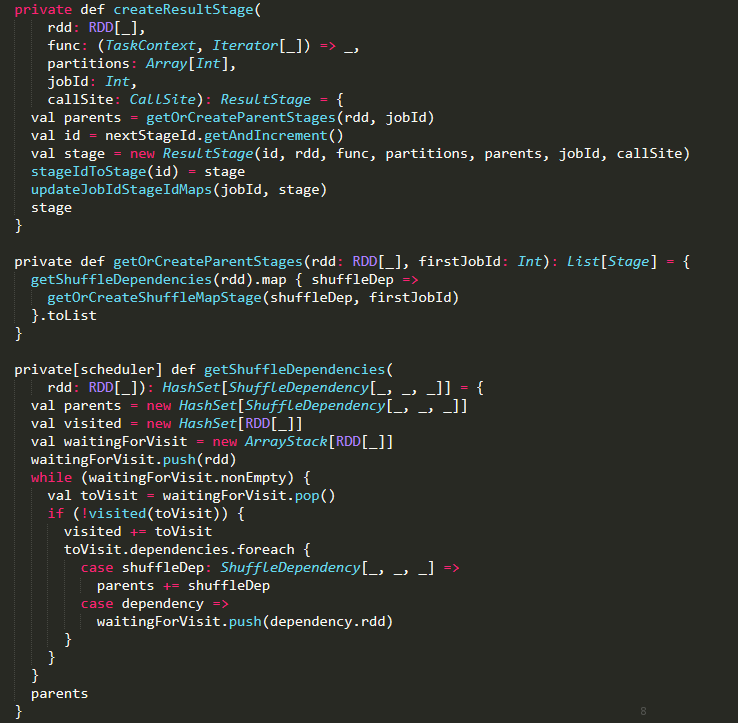 private def createResultStage(
    rdd: RDD[_],
    func: (TaskContext, Iterator[_]) => _,
    partitions: Array[Int],
    jobId: Int,
    callSite: CallSite): ResultStage = {
  val parents = getOrCreateParentStages(rdd, jobId)
  val id = nextStageId.getAndIncrement()
  val stage = new ResultStage(id, rdd, func, partitions, parents, jobId, callSite)
  stageIdToStage(id) = stage
  updateJobIdStageIdMaps(jobId, stage)
  stage
}

private def getOrCreateParentStages(rdd: RDD[_], firstJobId: Int): List[Stage] = {
  getShuffleDependencies(rdd).map { shuffleDep =>
    getOrCreateShuffleMapStage(shuffleDep, firstJobId)
  }.toList
}

private[scheduler] def getShuffleDependencies(
    rdd: RDD[_]): HashSet[ShuffleDependency[_, _, _]] = {
  val parents = new HashSet[ShuffleDependency[_, _, _]]
  val visited = new HashSet[RDD[_]]
  val waitingForVisit = new ArrayStack[RDD[_]]
  waitingForVisit.push(rdd)
  while (waitingForVisit.nonEmpty) {
    val toVisit = waitingForVisit.pop()
    if (!visited(toVisit)) {
      visited += toVisit
      toVisit.dependencies.foreach {
        case shuffleDep: ShuffleDependency[_, _, _] =>
          parents += shuffleDep
        case dependency =>
          waitingForVisit.push(dependency.rdd)
      }
    }
  }
  parents
}
8